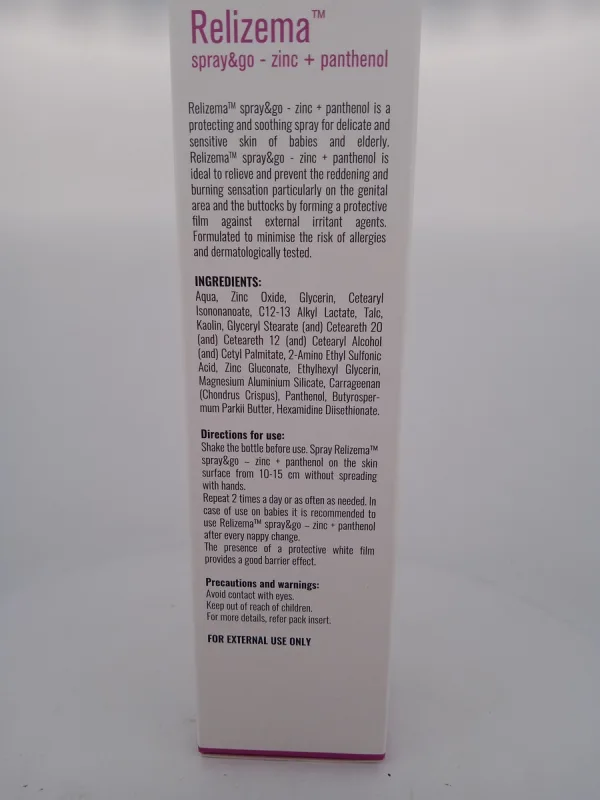 Relizema™
spray&go - zinc + panthenol
Relizema™ spray&go - zinc + panthenol is a
protecting and soothing spray for delicate and
sensitive skin of babies and elderly.
Relizema™ spray&go - zinc + panthenol is
ideal to relieve and prevent the reddening and
burning sensation particularly on the genital
area and the buttocks by forming a protective
film against external irritant agents.
Formulated to minimise the risk of allergies
and dermatologically tested.
INGREDIENTS:
Aqua, Zinc Oxide, Glycerin, Cetearyl
Isononanoate, C12-13 Alkyl Lactate, Talc,
Kaolin, Glyceryl Stearate (and) Ceteareth 20
(and) Ceteareth 12 (and) Cetearyl Alcohol
(and) Cetyl Palmitate, 2-Amino Ethyl Sulfonic
Acid, Zinc Gluconate, Ethylhexyl Glycerin,
Magnesium Aluminium Silicate, Carrageenan
(Chondrus Crispus), Panthenol, Butyrosper-
mum Parkii Butter, Hexamidine Diisethionate.
Directions for use:
Shake the bottle before use. Spray Relizema™
spray&go – zinc + panthenol on the skin
surface from 10-15 cm without spreading
with hands.
Repeat 2 times a day or as often as needed. In
case of use on babies it is recommended to
use Relizema™ spray&go – zinc + panthenol
after every nappy change.
The presence of a protective white film
provides a good barrier effect.
Precautions and warnings:
Avoid contact with eyes.
Keep out of reach of children.
For more details, refer pack insert.
FOR EXTERNAL USE ONLY